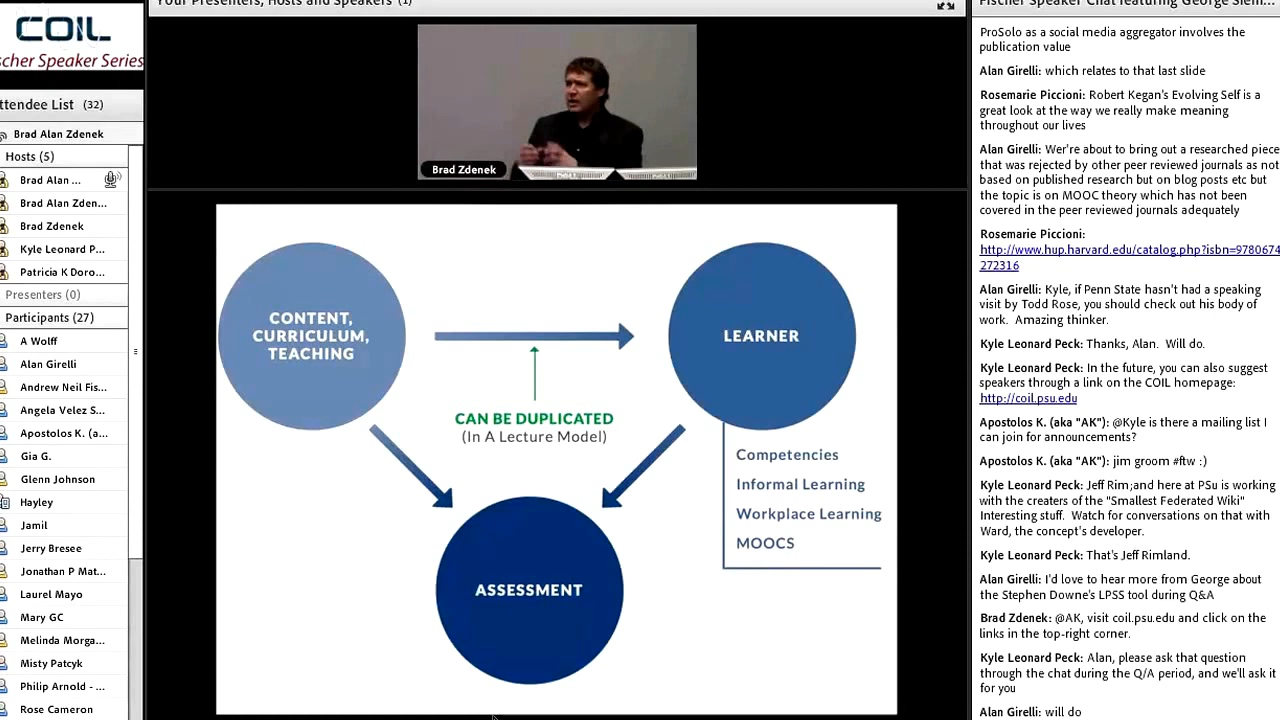 COIL
scher Speaker Series
ttendee List (32)
Brad Alan Zdenek
Hosts (5)
Brad Alan ...
Brad Alan Zden...
Brad Zdenek
Kyle Leonard P...
Patricia K Doro...
Presenters (0)
Participants (27)
A Wolff
Alan Girelli
Andrew Neil Fis...
Angela Velez S...
Apostolos K. (a...
Gia G.
Glenn Johnson
Hayley
Jamil
Jerry Bresee
Jonathan P Mat...
Laurel Mayo
Mary GC
Melinda Morga...
Misty Patcyk
Philip Arnold - ...
Rose Cameron
Your Presenters, Hosts and Speakers (1)
Brad Zdenek
CONTENT,
CURRICULUM,
TEACHING
LEARNER
CAN BE DUPLICATED
(In A Lecture Model)
Competencies
Informal Learning
Workplace Learning
MOOCS
ASSESSMENT
Fischer Speaker Chat featuring George Siem...
ProSolo as a social media aggregator involves the
publication value
Alan Girelli: which relates to that last slide
Rosemarie Piccioni: Robert Kegan's Evolving Self is a
great look at the way we really make meaning
throughout our lives
Alan Girelli: Wer're about to bring out a researched piece
that was rejected by other peer reviewed journals as not
based on published research but on blog posts etc but
the topic is on MOOC theory which has not been
covered in the peer reviewed journals adequately
Rosemarie Piccioni:
http://www.hup.harvard.edu/catalog.php?isbn=9780674
272316
Alan Girelli: Kyle, if Penn State hasn't had a speaking
visit by Todd Rose, you should check out his body of
work. Amazing thinker.
Kyle Leonard Peck: Thanks, Alan. Will do.
Kyle Leonard Peck: In the future, you can also suggest
speakers through a link on the COIL homepage:
http://coil.psu.edu
Apostolos K. (aka "AK"): @Kyle is there a mailing list I
can join for announcements?
Apostolos K. (aka "AK"): jim groom #ftw :)
Kyle Leonard Peck: Jeff Rim;and here at PSu is working
with the creators of the "Smallest Federated Wiki"
Interesting stuff. Watch for conversations on that with
Ward, the concept's developer.
Kyle Leonard Peck: That's Jeff Rimland.
Alan Girelli: I'd love to hear more from George about
the Stephen Downe's LPSS tool during Q&A
Brad Zdenek: @AK, visit coil.psu.edu and click on the
links in the top-right corner.
Kyle Leonard Peck: Alan, please ask that question
through the chat during the Q/A period, and we'll ask it
for you
Alan Girelli: will do